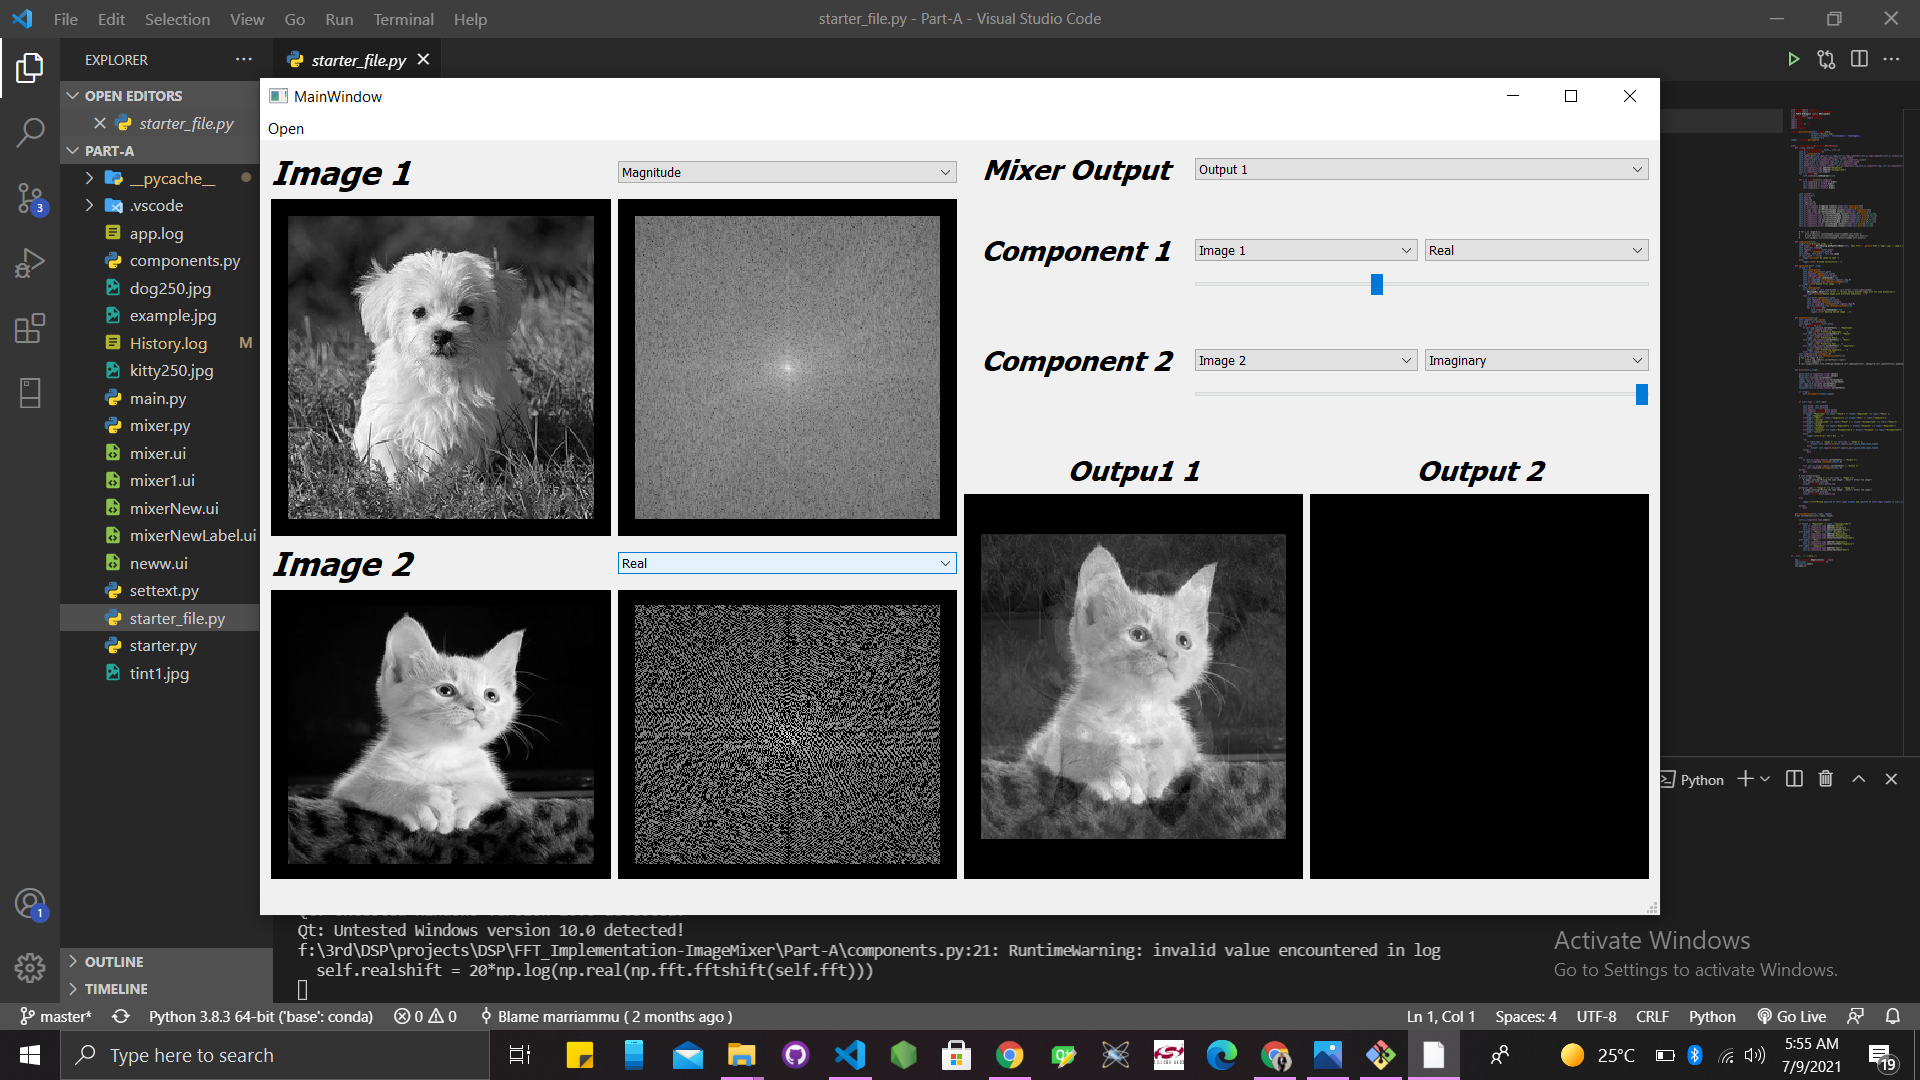 File Edit Selection View Go Run Terminal Help
starter_file.py - Part-A - Visual Studio Code
EXPLORER
starter_file.py
OPEN EDITORS
starter_file.py
PART-A
__pycache__
.vscode
app.log
components.py
dog250.jpg
example.jpg
History.log M
kitty250.jpg
main.py
mixer.py
mixer.ui
mixer1.ui
mixerNew.ui
mixerNewLabel.ui
neww.ui
settext.py
starter_file.py
starter.py
tint1.jpg
OUTLINE
TIMELINE
3
1
MainWindow
Open
Image 1
Magnitude
Mixer Output
Output 1
Component 1
Image 1
Real
Component 2
Image 2
Imaginary
Outpu1 1
Output 2
Image 2
Real
Python
Qt: Untested Windows version 10.0 detected!
f:\3rd\DSP\projects\DSP\FFT_Implementation-ImageMixer\Part-A\components.py:21: RuntimeWarning: invalid value encountered in log
self.realshift = 20*np.log(np.real(np.fft.fftshift(self.fft)))
Activate Windows
Go to Settings to activate Windows.
master* Python 3.8.3 64-bit ('base': conda) 0 0 Blame marriammu ( 2 months ago ) Ln 1, Col 1 Spaces: 4 UTF-8 CRLF Python Go Live
Type here to search
25°C
5:55 AM
7/9/2021
19